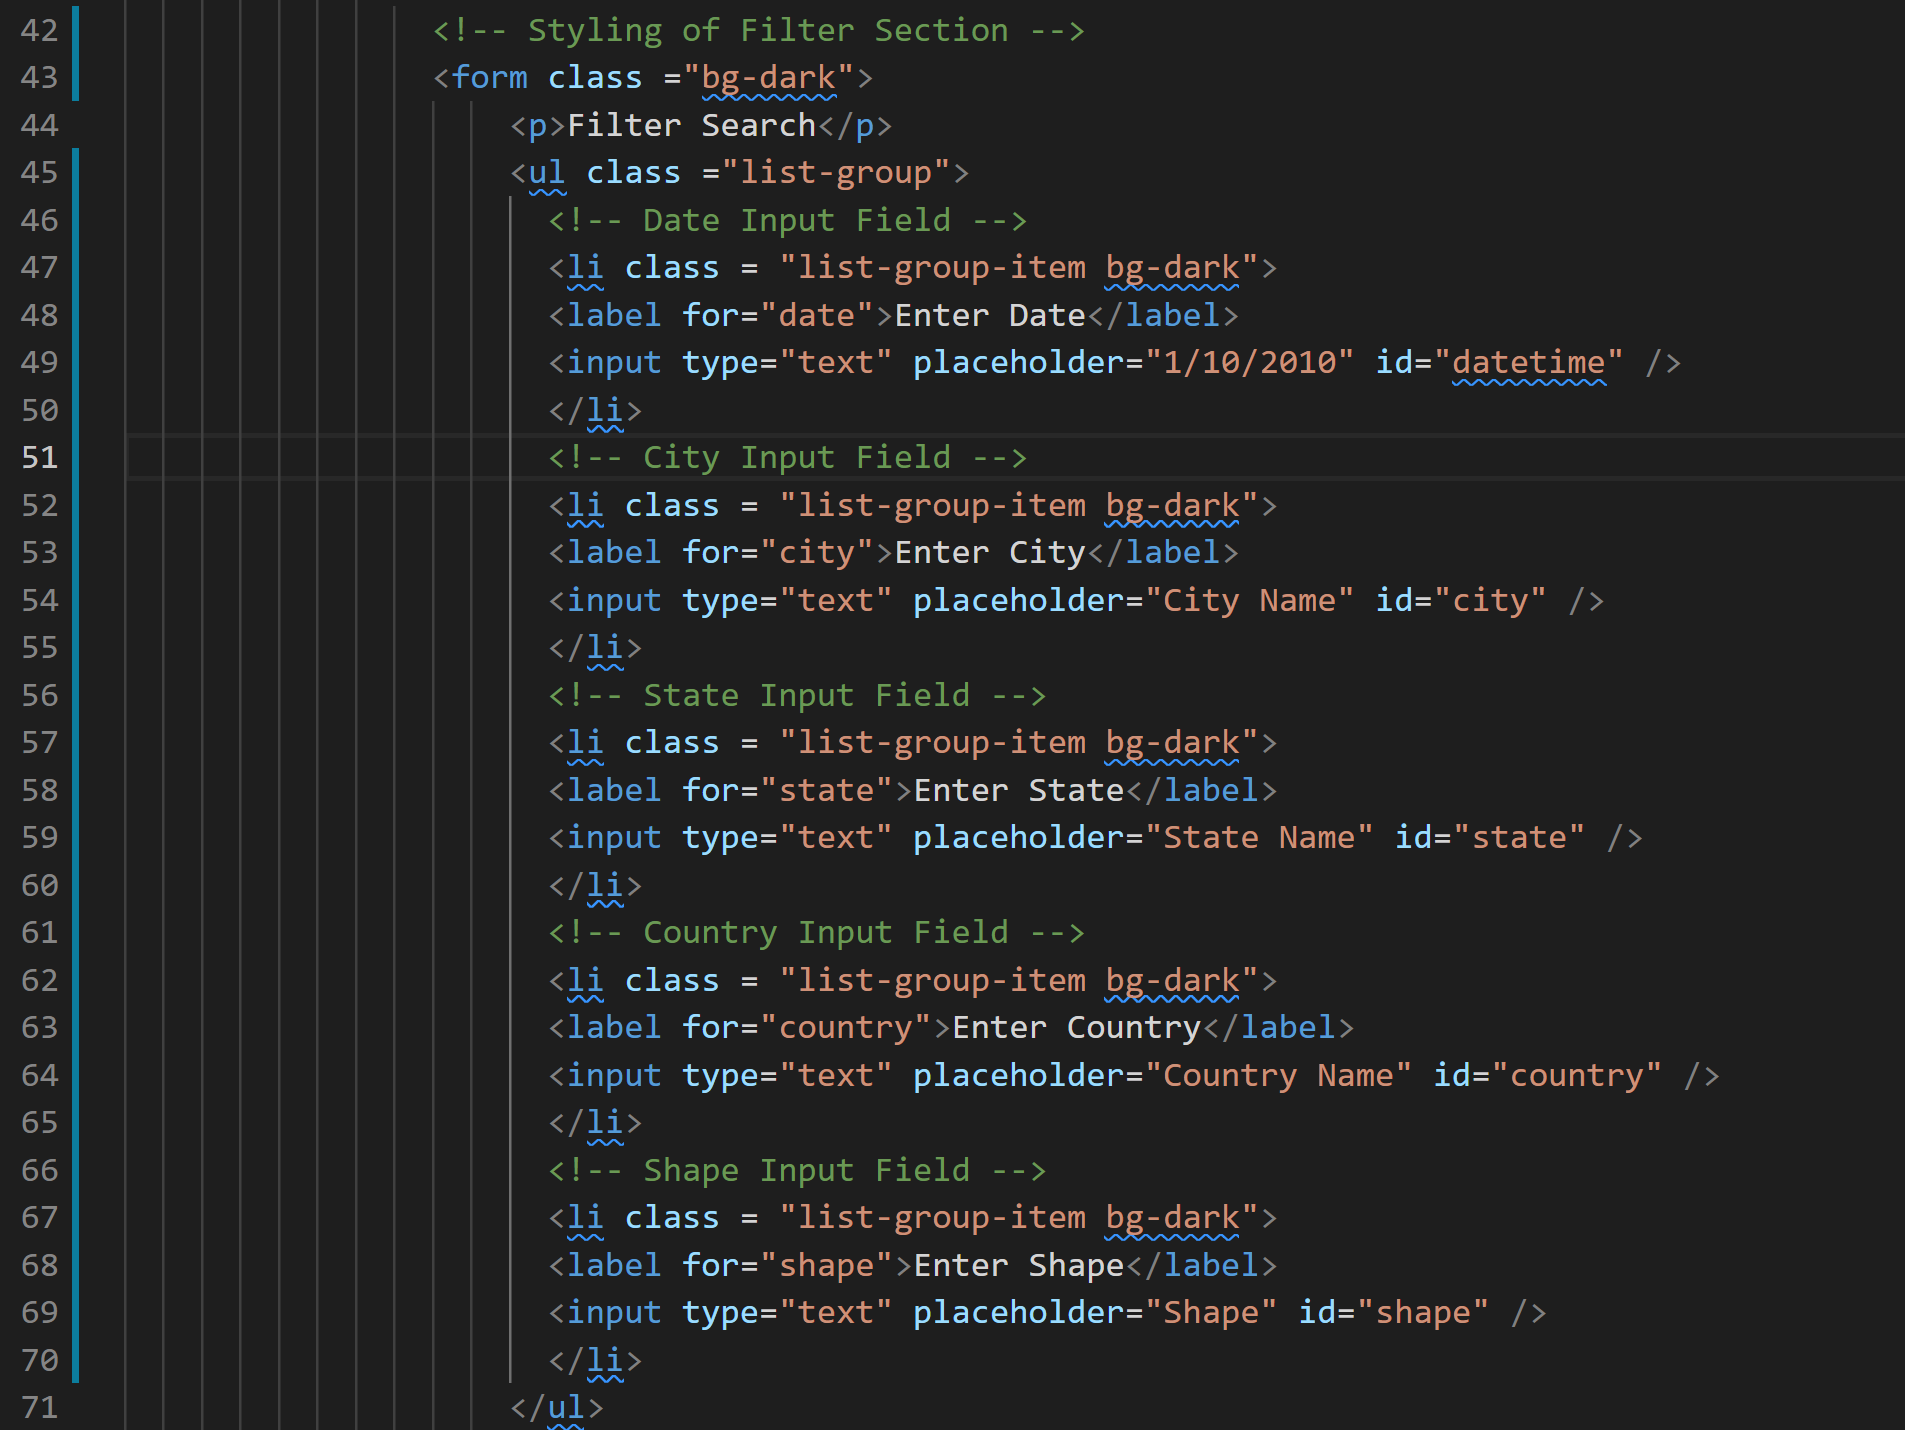 42 <!-- Styling of Filter Section -->
43 <form class ="bg-dark">
44 <p>Filter Search</p>
45 <ul class ="list-group">
46 <!-- Date Input Field -->
47 <li class = "list-group-item bg-dark">
48 <label for="date">Enter Date</label>
49 <input type="text" placeholder="1/10/2010" id="datetime" />
50 </li>
51 <!-- City Input Field -->
52 <li class = "list-group-item bg-dark">
53 <label for="city">Enter City</label>
54 <input type="text" placeholder="City Name" id="city" />
55 </li>
56 <!-- State Input Field -->
57 <li class = "list-group-item bg-dark">
58 <label for="state">Enter State</label>
59 <input type="text" placeholder="State Name" id="state" />
60 </li>
61 <!-- Country Input Field -->
62 <li class = "list-group-item bg-dark">
63 <label for="country">Enter Country</label>
64 <input type="text" placeholder="Country Name" id="country" />
65 </li>
66 <!-- Shape Input Field -->
67 <li class = "list-group-item bg-dark">
68 <label for="shape">Enter Shape</label>
69 <input type="text" placeholder="Shape" id="shape" />
70 </li>
71 </ul>